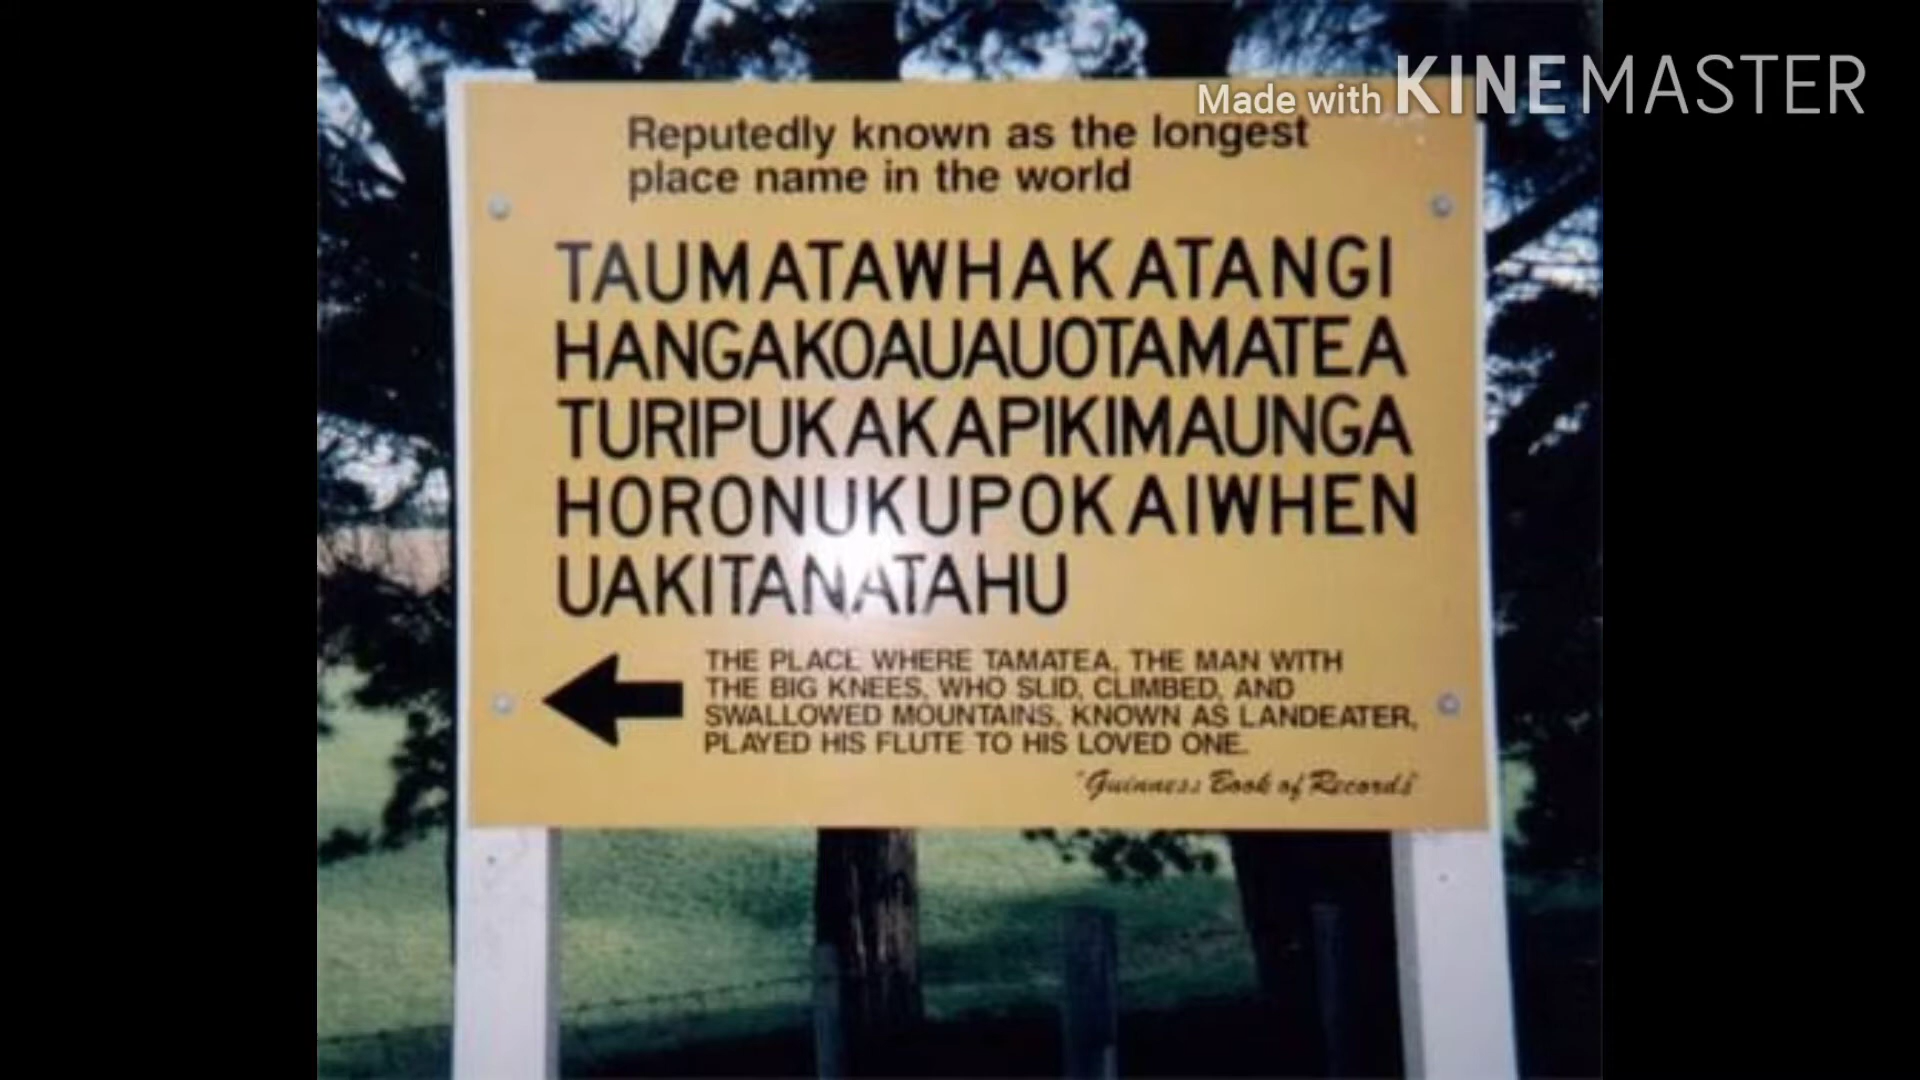 Made with KINEMASTER
Reputedly known as the longest
place name in the world
TAUMATAWHAKATANGI
HANGAKOAUAUOTAMATEA
TURIPUKAKAPIKIMAUNGA
HORONUKUPOKAIWHEN
UAKITANATAHU
THE PLACE WHERE TAMATEA, THE MAN WITH
THE BIG KNEES, WHO SLID, CLIMBED, AND
SWALLOWED MOUNTAINS, KNOWN AS LANDEATER,
PLAYED HIS FLUTE TO HIS LOVED ONE.
"Guinness Book of Records"